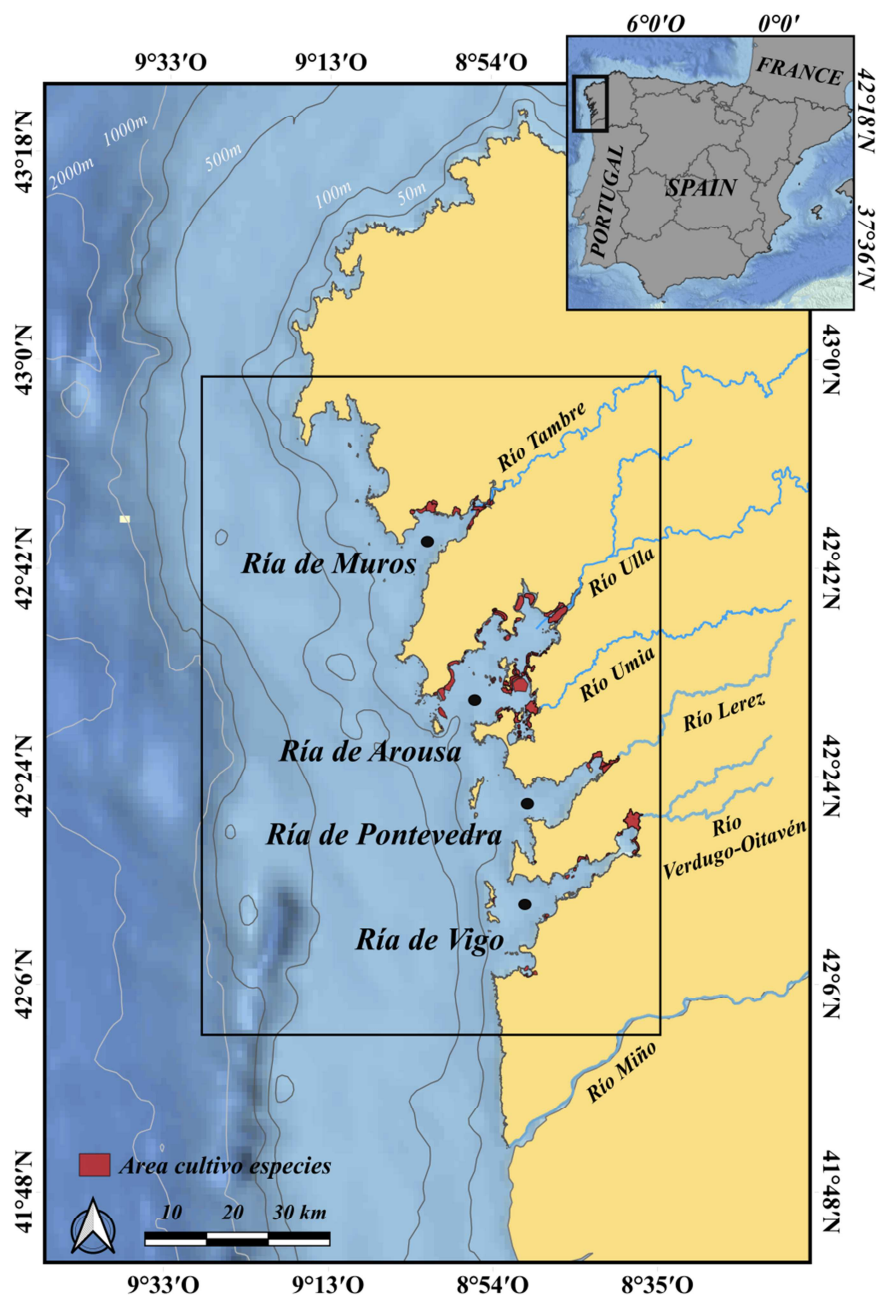 6°0'O 0°0'
9°33'O 9°13'O 8°54'O
FRANCE
PORTUGAL
SPAIN
42°18'N
37°36'N
43°18'N
2000m
1000m
500m
100m
50m
43°0'N
43°0'N
Río Tambre
Ría de Muros
42°42'N
42°42'N
Río Ulla
Río Umia
Río Lerez
Ría de Arousa
42°24'N
42°24'N
Ría de Pontevedra
Río
Verdugo-Oitavén
Ría de Vigo
42°6'N
42°6'N
Río Miño
Area cultivo especies
41°48'N
41°48'N
10 20 30 km
9°33'O 9°13'O 8°54'O 8°35'O